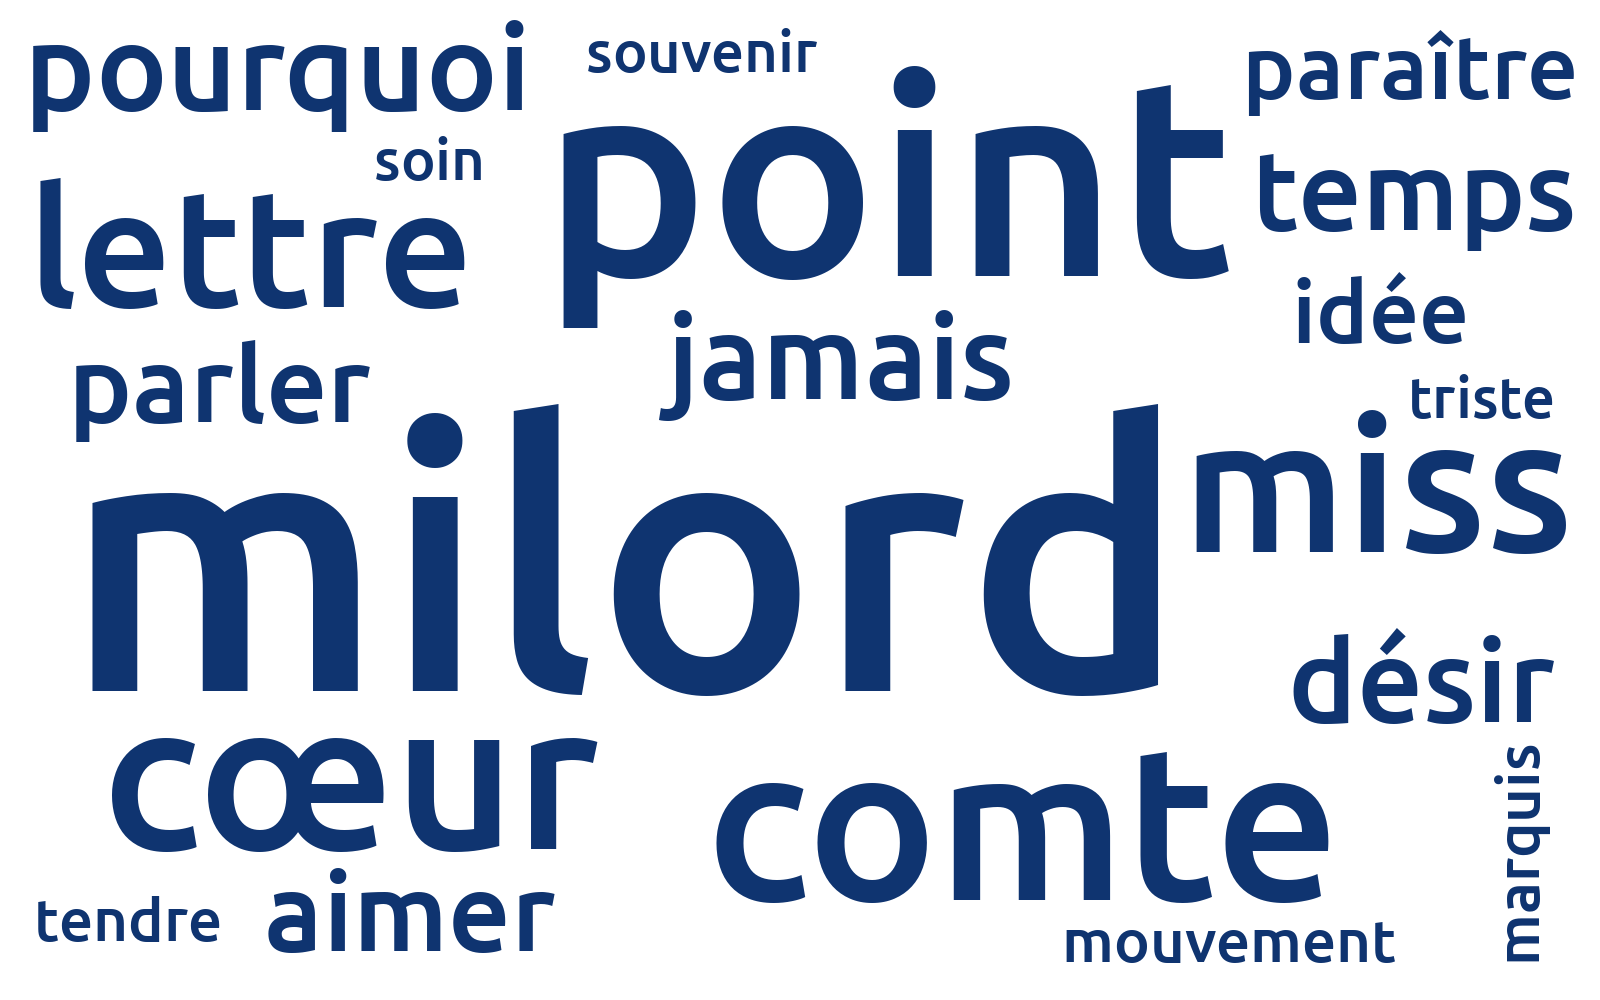 pourquoi
souvenir
paraître
soin
point
temps
lettre
idée
jamais
parler
triste
milord
miss
désir
cœur
comte
marquis
tendre
aimer
mouvement